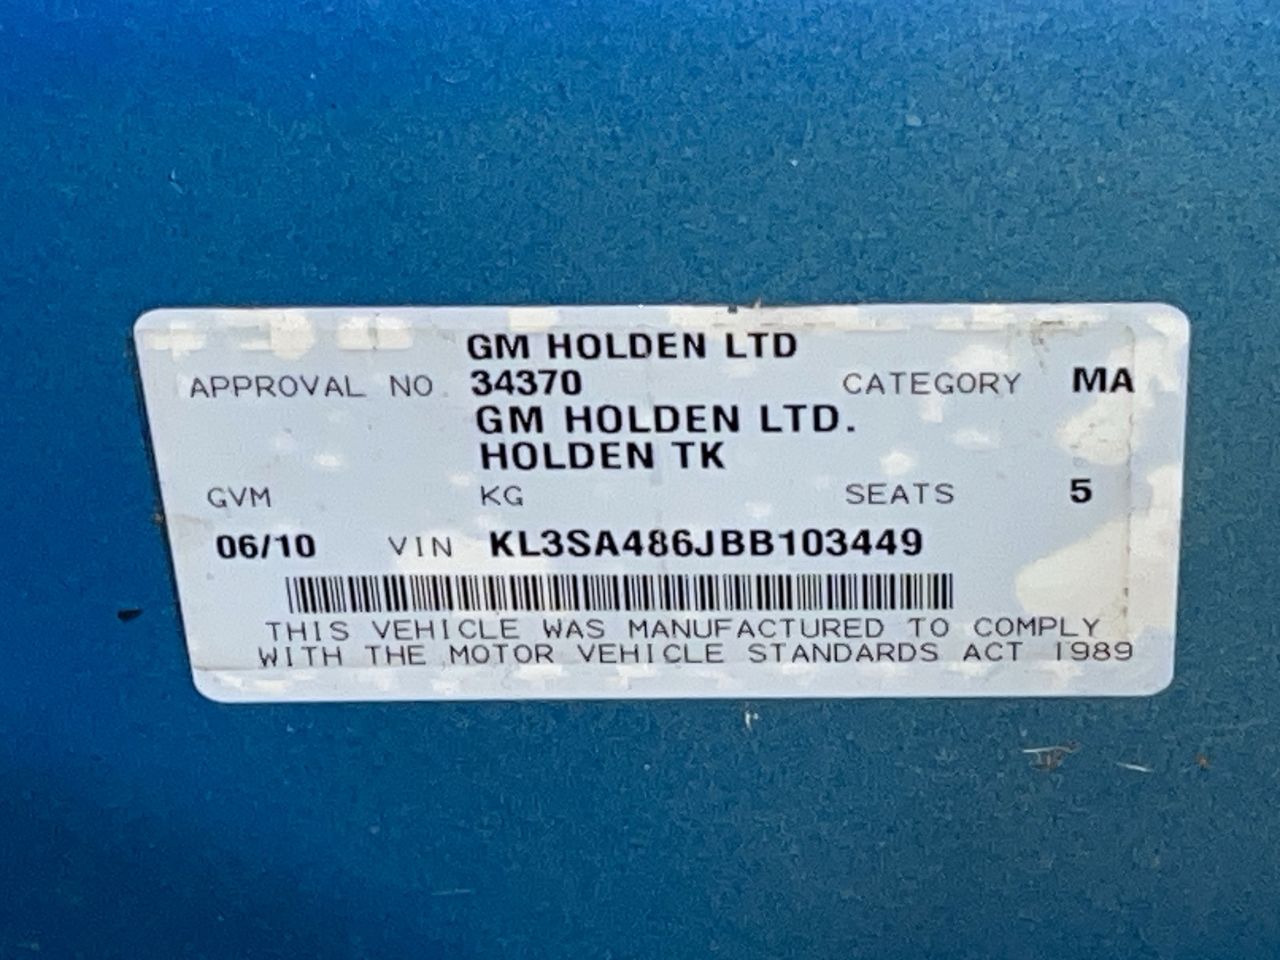 GM HOLDEN LTD
APPROVAL NO. 34370 CATEGORY MA
GM HOLDEN LTD.
HOLDEN TK
GVM KG SEATS 5
06/10 VIN KL3SA486JBB103449
THIS VEHICLE WAS MANUFACTURED TO COMPLY
WITH THE MOTOR VEHICLE STANDARDS ACT 1989